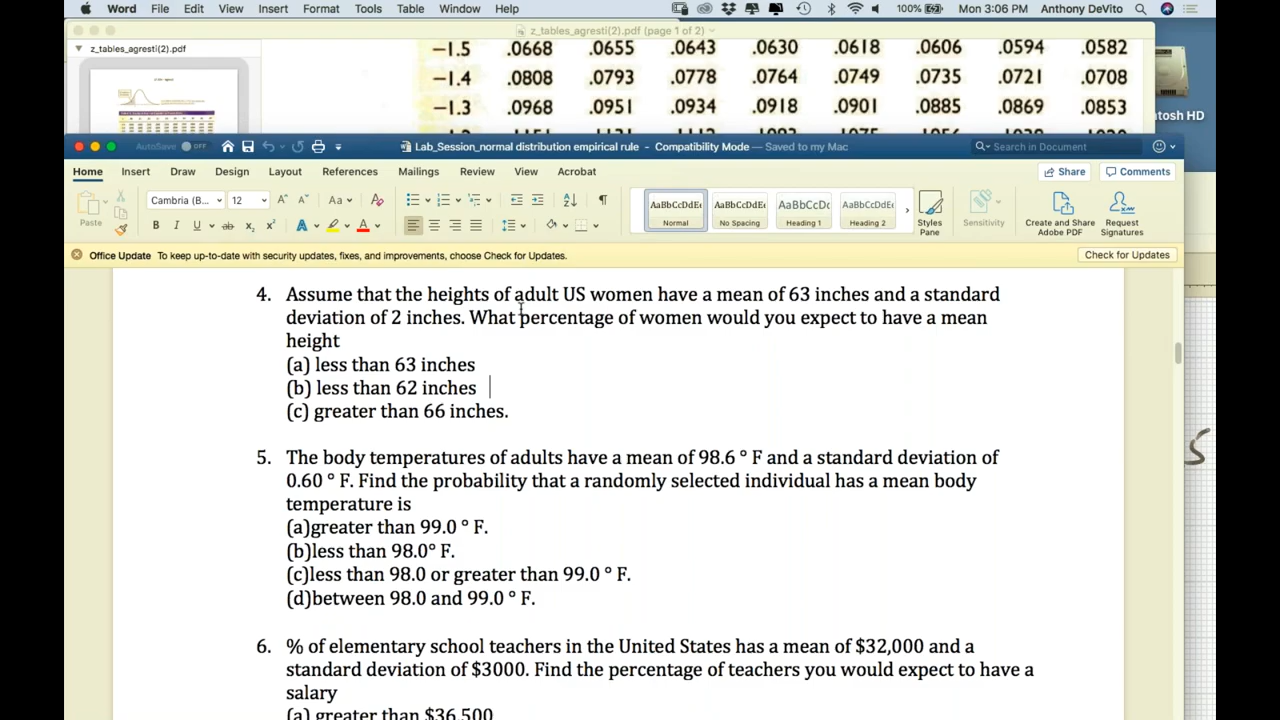 Word File Edit View Insert Format Tools Table Window Help 100% Mon 3:06 PM Anthony DeVito
z_tables_agresti(2).pdf (page 1 of 2)
z_tables_agresti(2).pdf
−1.5 .0668 .0655 .0643 .0630 .0618 .0606 .0594 .0582
−1.4 .0808 .0793 .0778 .0764 .0749 .0735 .0721 .0708
−1.3 .0968 .0951 .0934 .0918 .0901 .0885 .0869 .0853
tosh HD
AutoSave OFF Lab_Session_normal distribution empirical rule - Compatibility Mode — Saved to my Mac Search in Document
Home Insert Draw Design Layout References Mailings Review View Acrobat Share Comments
Paste Cambria (B... 12 A^ A˅ Aa
B I U ab x₂ x² A A
AaBbCcDdEe AaBbCcDdEe AaBbCcDc AaBbCcDdEe
Normal No Spacing Heading 1 Heading 2 Styles Pane Sensitivity Create and Share Adobe PDF Request Signatures
Office Update To keep up-to-date with security updates, fixes, and improvements, choose Check for Updates. Check for Updates
4. Assume that the heights of adult US women have a mean of 63 inches and a standard
deviation of 2 inches. What percentage of women would you expect to have a mean
height
(a) less than 63 inches
(b) less than 62 inches
(c) greater than 66 inches.
5. The body temperatures of adults have a mean of 98.6 ° F and a standard deviation of
0.60 ° F. Find the probability that a randomly selected individual has a mean body
temperature is
(a)greater than 99.0 ° F.
(b)less than 98.0° F.
(c)less than 98.0 or greater than 99.0 ° F.
(d)between 98.0 and 99.0 ° F.
6. % of elementary school teachers in the United States has a mean of $32,000 and a
standard deviation of $3000. Find the percentage of teachers you would expect to have a
salary
(a) greater than $36,500